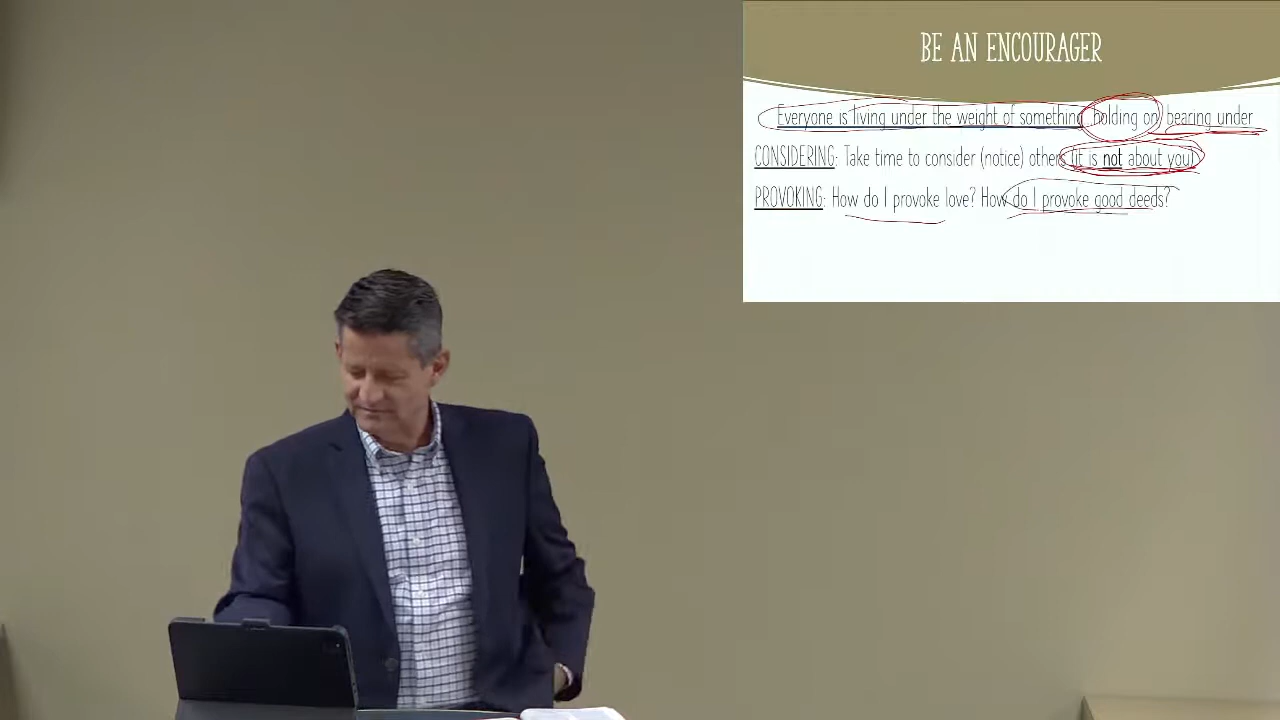 BE AN ENCOURAGER
Everyone is living under the weight of something holding on, bearing under
CONSIDERING: Take time to consider (notice) others (it is not about you)
PROVOKING: How do I provoke love? How do I provoke good deeds?